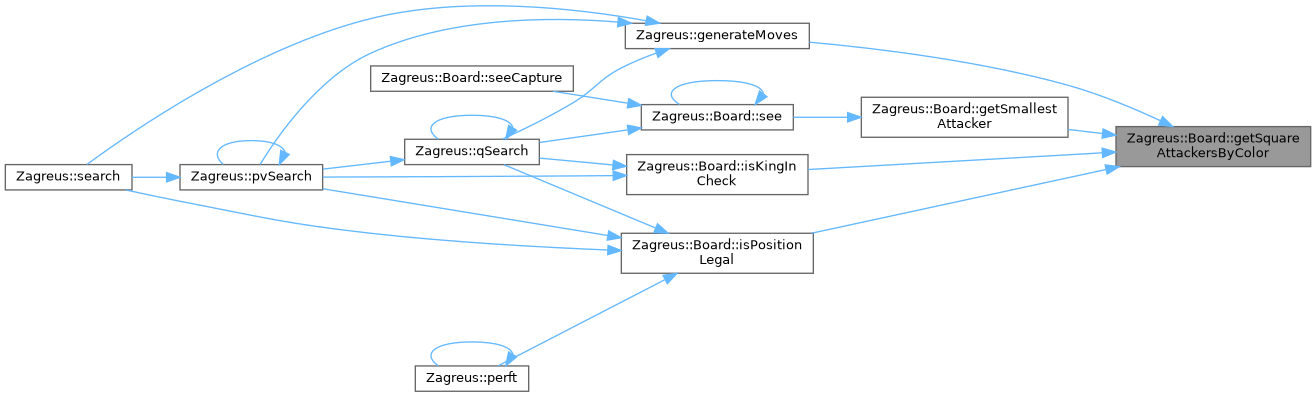 Zagreus::generateMoves
Zagreus::Board::seeCapture
Zagreus::Board::see
Zagreus::Board::getSmallest
Attacker
Zagreus::Board::getSquare
AttackersByColor
Zagreus::qSearch
Zagreus::search
Zagreus::pvSearch
Zagreus::Board::isKingIn
Check
Zagreus::Board::isPosition
Legal
Zagreus::perft